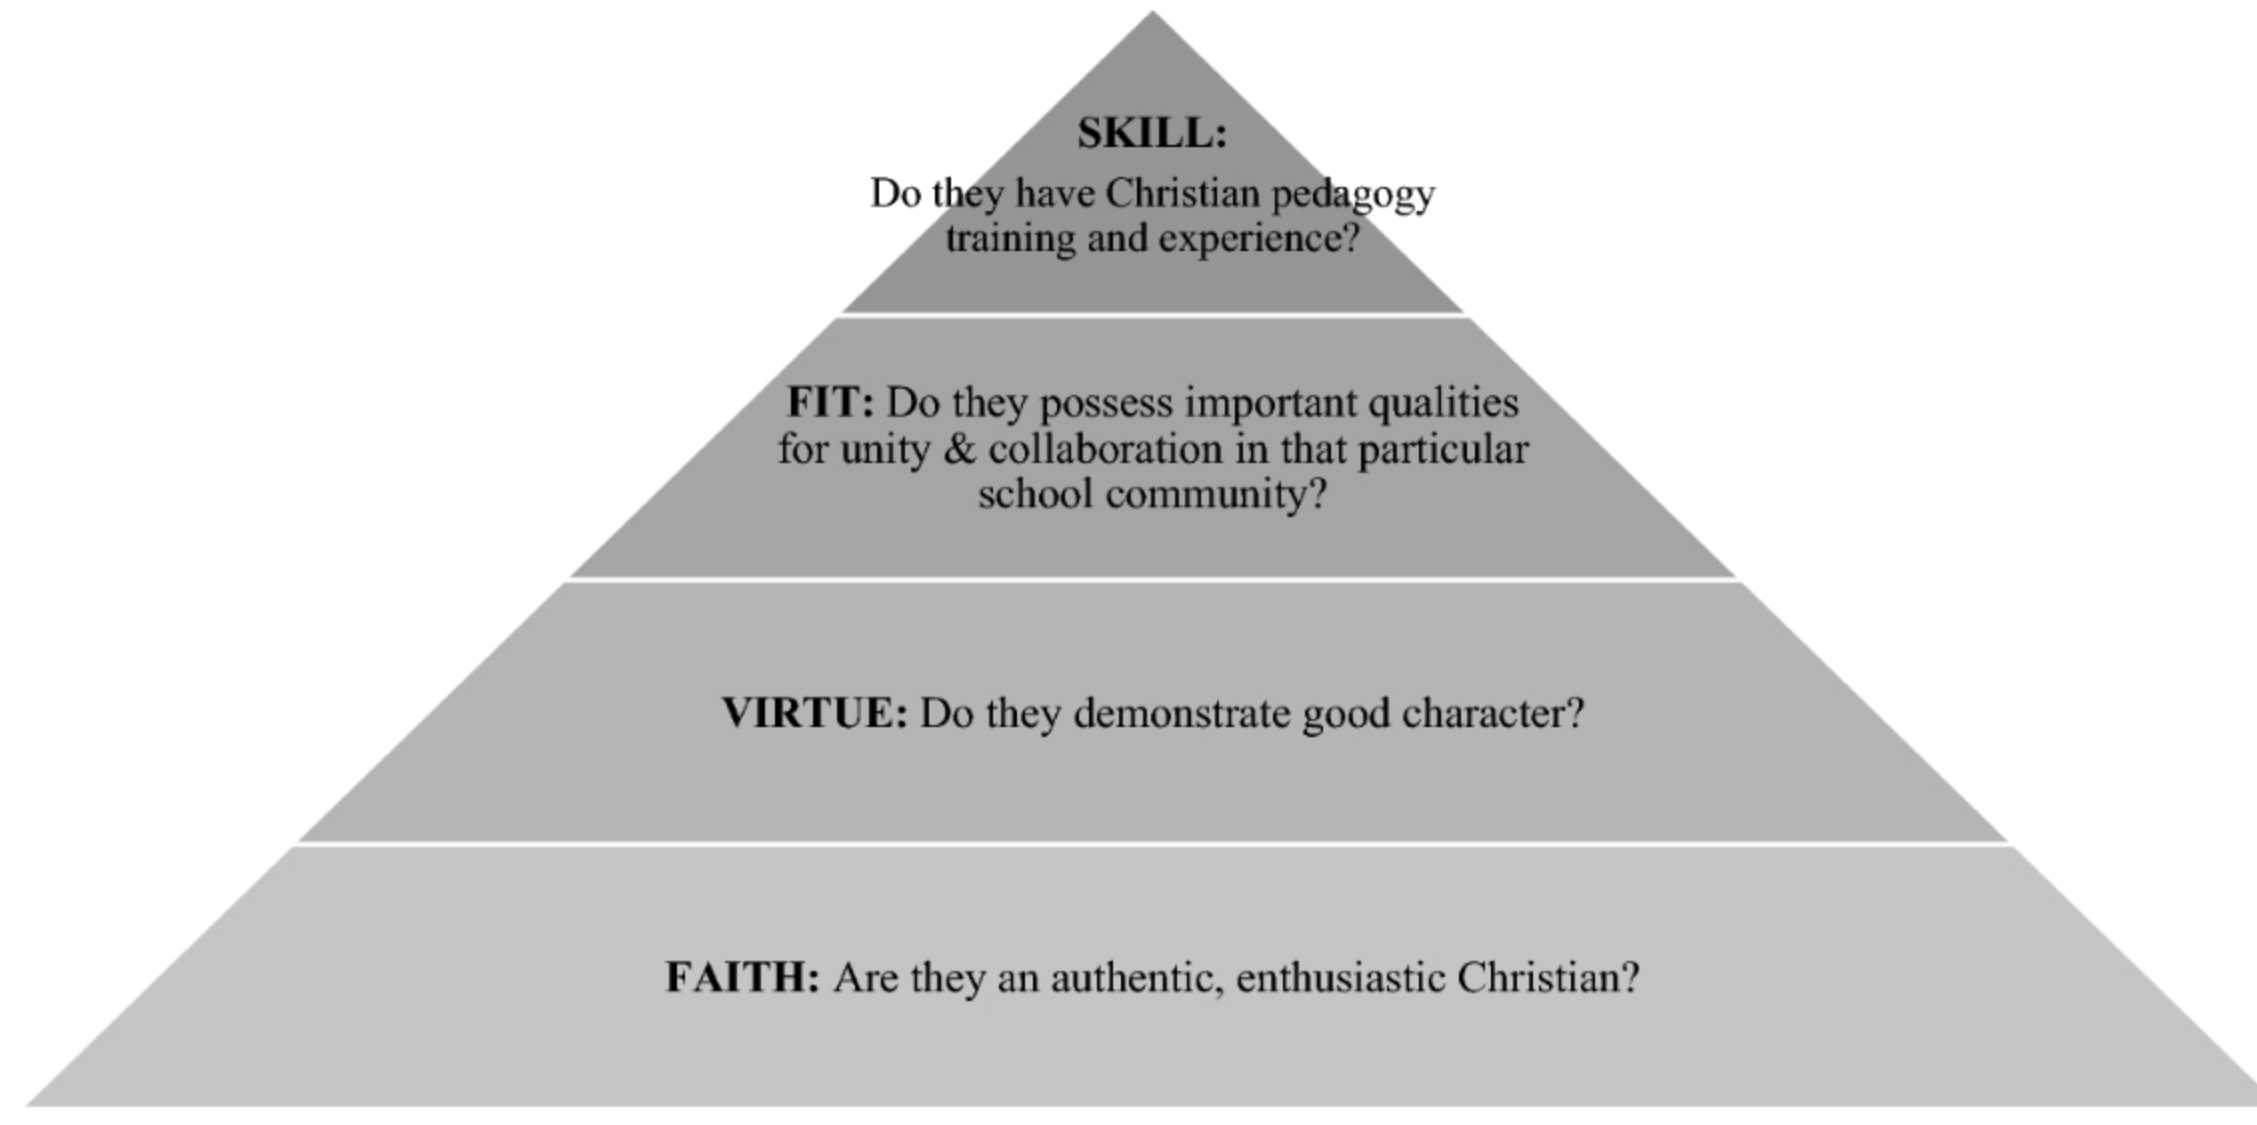 SKILL:
Do they have Christian pedagogy
training and experience?
FIT: Do they possess important qualities
for unity & collaboration in that particular
school community?
VIRTUE: Do they demonstrate good character?
FAITH: Are they an authentic, enthusiastic Christian?